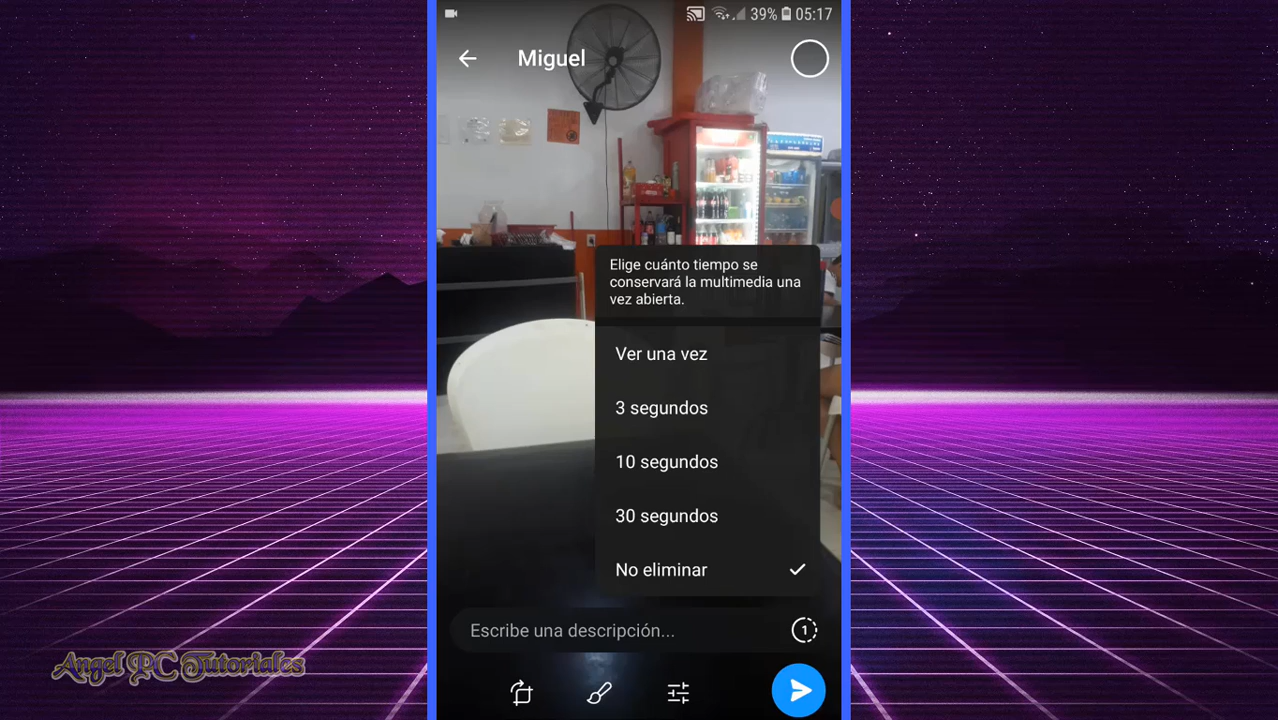 39% 05:17
Miguel
Elige cuánto tiempo se
conservará la multimedia una
vez abierta.
Ver una vez
3 segundos
10 segundos
30 segundos
No eliminar
Escribe una descripción...
1
Angel PC Tutoriales